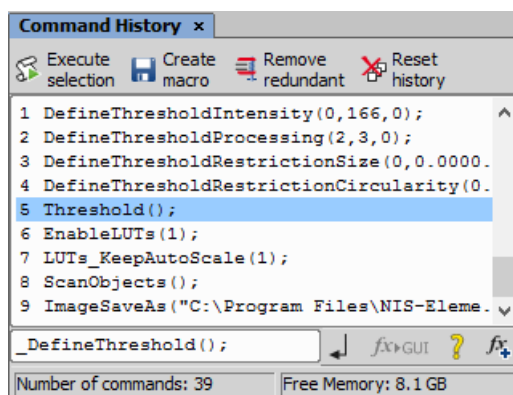 Command History ×
Execute selection Create macro Remove redundant Reset history
1 DefineThresholdIntensity(0,166,0);
2 DefineThresholdProcessing(2,3,0);
3 DefineThresholdRestrictionSize(0,0.0000.
4 DefineThresholdRestrictionCircularity(0.
5 Threshold();
6 EnableLUTs(1);
7 LUTs_KeepAutoScale(1);
8 ScanObjects();
9 ImageSaveAs("C:\Program Files\NIS-Eleme.
_DefineThreshold(); fx▸GUI ? fx+
Number of commands: 39 Free Memory: 8.1 GB